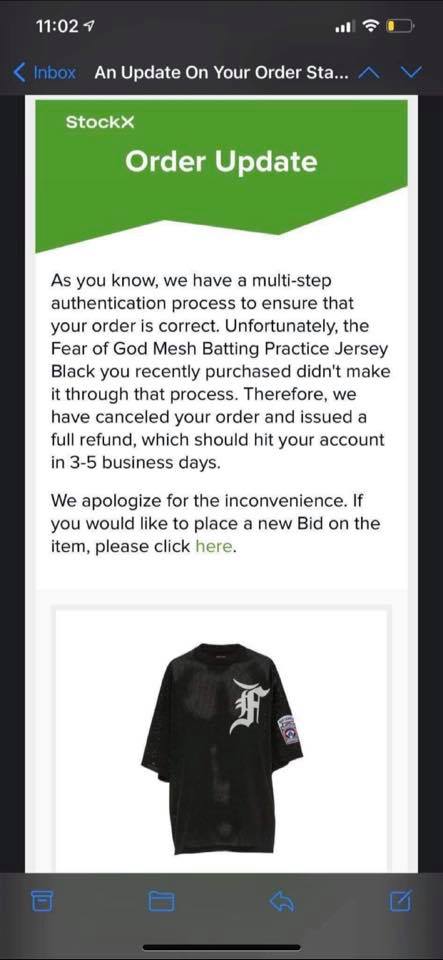 11:02
Inbox An Update On Your Order Sta...
StockX
Order Update
As you know, we have a multi-step
authentication process to ensure that
your order is correct. Unfortunately, the
Fear of God Mesh Batting Practice Jersey
Black you recently purchased didn't make
it through that process. Therefore, we
have canceled your order and issued a
full refund, which should hit your account
in 3-5 business days.
We apologize for the inconvenience. If
you would like to place a new Bid on the
item, please click here.
F